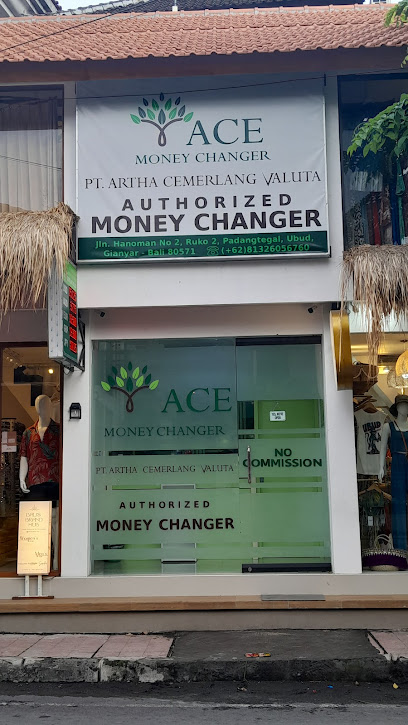 ACE
MONEY CHANGER
PT. ARTHA CEMERLANG VALUTA
AUTHORIZED
MONEY CHANGER
Jln. Hanoman No 2, Ruko 2, Padangtegal, Ubud,
Gianyar - Bali 80571 (+62)81326056760
ACE
MONEY CHANGER
PT. ARTHA CEMERLANG VALUTA
NO
COMMISSION
AUTHORIZED
MONEY CHANGER
UBUD